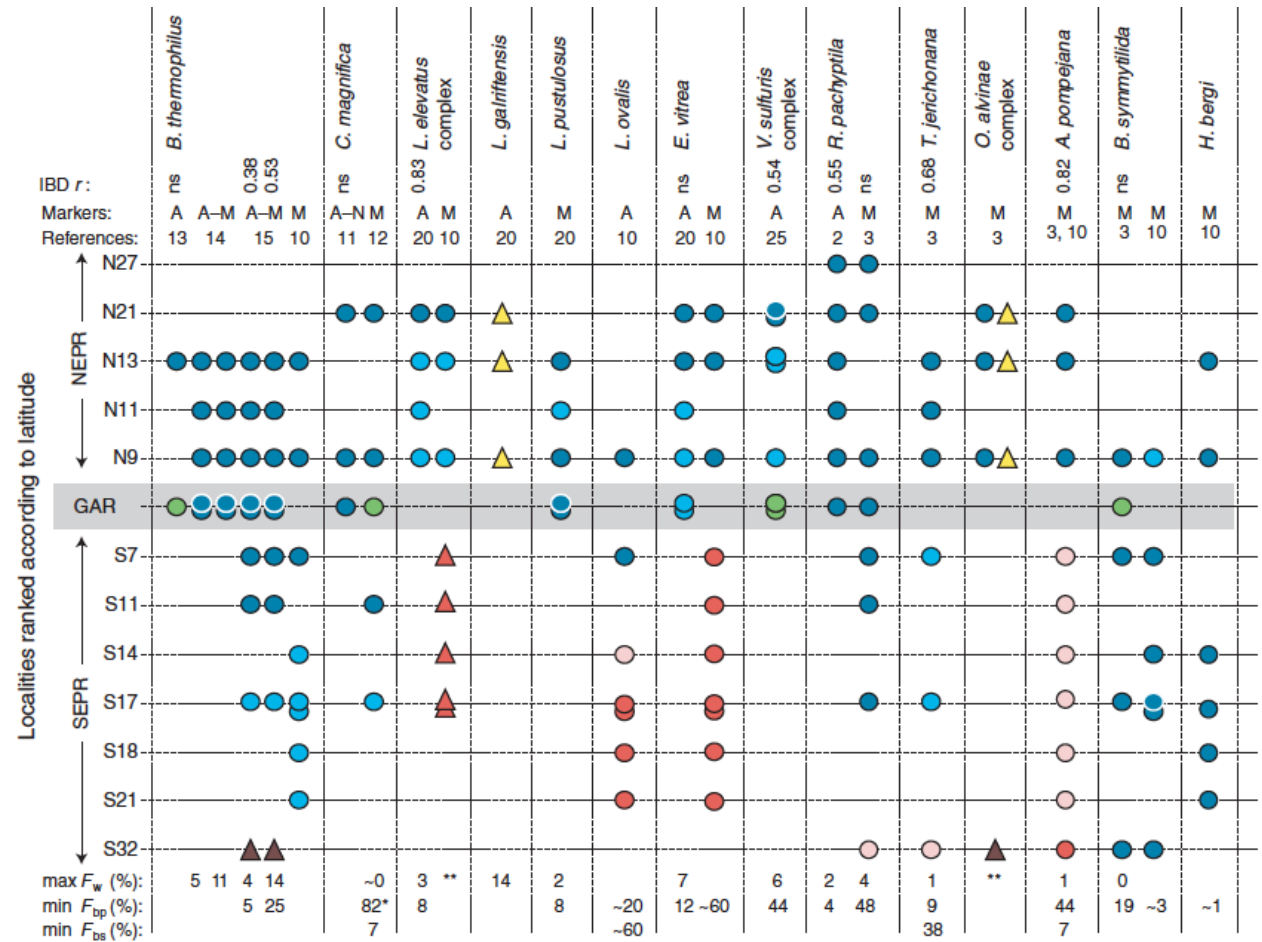 B. thermophilus
C. magnifica
L. elevatus
complex
L. galriftensis
L. pustulosus
L. ovalis
E. vitrea
V. sulfuris
complex
R. pachyptila
T. jerichonana
O. alvinae
complex
A. pompejana
B. symmytilida
H. bergi
IBD r: ns 0.38 0.53 ns 0.83 ns 0.54 0.55 ns 0.68 0.82 ns
Markers: A A–M A–M M A–N M A M A M A A M A A M M M M M M M
References: 13 14 15 10 11 12 20 10 20 20 10 20 10 25 2 3 3 3 3, 10 3 10 10
Localities ranked according to latitude
NEPR
N27
N21
N13
N11
N9
GAR
SEPR
S7
S11
S14
S17
S18
S21
S32
max Fw (%): 5 11 4 14 ~0 3 ** 14 2 7 6 2 4 1 ** 1 0
min Fbp (%): 5 25 82* 8 8 ~20 12 ~60 44 4 48 9 44 19 ~3 ~1
min Fbs (%): 7 ~60 38 7